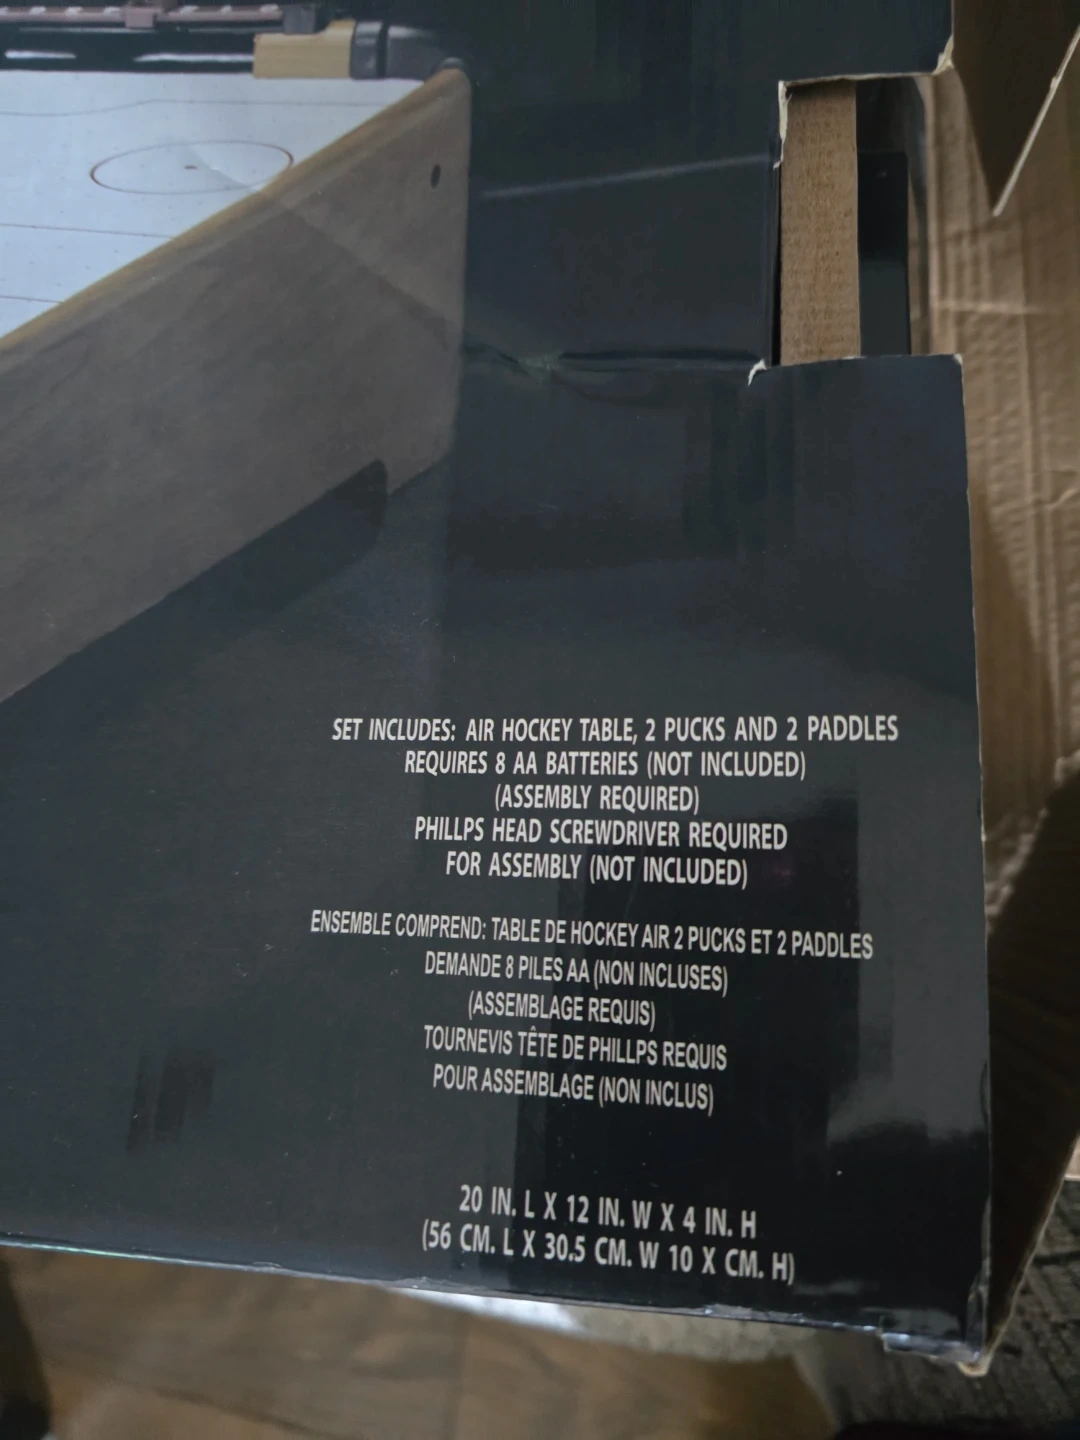 SET INCLUDES: AIR HOCKEY TABLE, 2 PUCKS AND 2 PADDLES
REQUIRES 8 AA BATTERIES (NOT INCLUDED)
(ASSEMBLY REQUIRED)
PHILLPS HEAD SCREWDRIVER REQUIRED
FOR ASSEMBLY (NOT INCLUDED)
ENSEMBLE COMPREND: TABLE DE HOCKEY AIR 2 PUCKS ET 2 PADDLES
DEMANDE 8 PILES AA (NON INCLUSES)
(ASSEMBLAGE REQUIS)
TOURNEVIS TÊTE DE PHILLPS REQUIS
POUR ASSEMBLAGE (NON INCLUS)
20 IN. L X 12 IN. W X 4 IN. H
(56 CM. L X 30.5 CM. W 10 X CM. H)